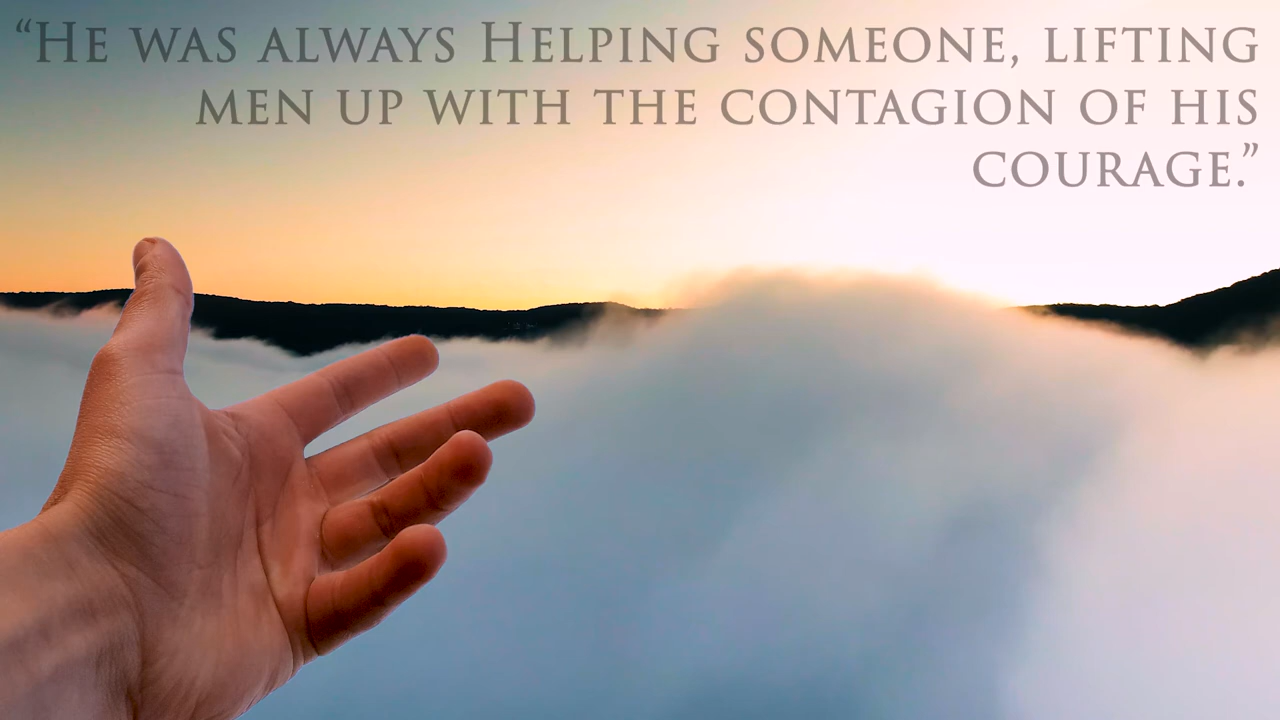 “He was always Helping someone, lifting
men up with the contagion of his
courage.”